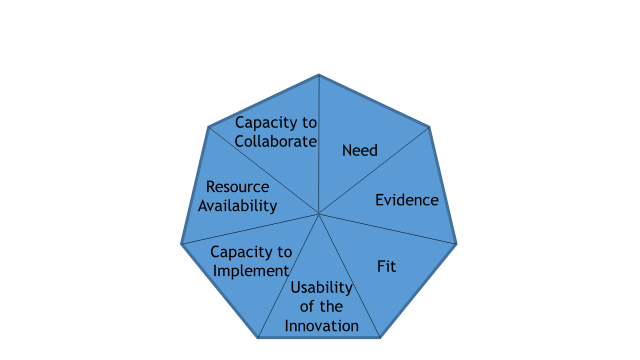 Capacity to
Collaborate
Need
Resource
Availability
Evidence
Capacity to
Implement
Fit
Usability
of the
Innovation